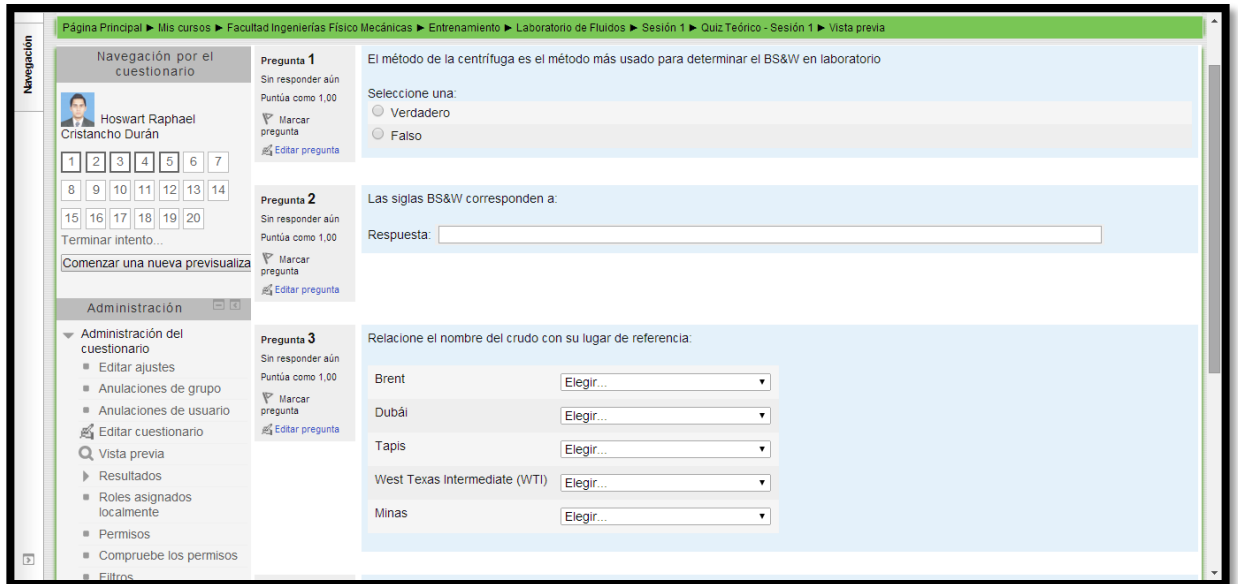 Página Principal ► Mis cursos ► Facultad Ingenierías Físico Mecánicas ► Entrenamiento ► Laboratorio de Fluidos ► Sesión 1 ► Quiz Teórico - Sesión 1 ► Vista previa
Navegación
Navegación por el
cuestionario
Hoswart Raphael
Cristancho Durán
1 2 3 4 5 6 7
8 9 10 11 12 13 14
15 16 17 18 19 20
Terminar intento...
Comenzar una nueva previsualiza
Administración
Administración del
cuestionario
Editar ajustes
Anulaciones de grupo
Anulaciones de usuario
Editar cuestionario
Vista previa
Resultados
Roles asignados
localmente
Permisos
Compruebe los permisos
Filtros
Pregunta 1
Sin responder aún
Puntúa como 1,00
Marcar
pregunta
Editar pregunta
El método de la centrífuga es el método más usado para determinar el BS&W en laboratorio
Seleccione una:
Verdadero
Falso
Pregunta 2
Sin responder aún
Puntúa como 1,00
Marcar
pregunta
Editar pregunta
Las siglas BS&W corresponden a:
Respuesta:
Pregunta 3
Sin responder aún
Puntúa como 1,00
Marcar
pregunta
Editar pregunta
Relacione el nombre del crudo con su lugar de referencia:
Brent Elegir...
Dubái Elegir...
Tapis Elegir...
West Texas Intermediate (WTI) Elegir...
Minas Elegir...